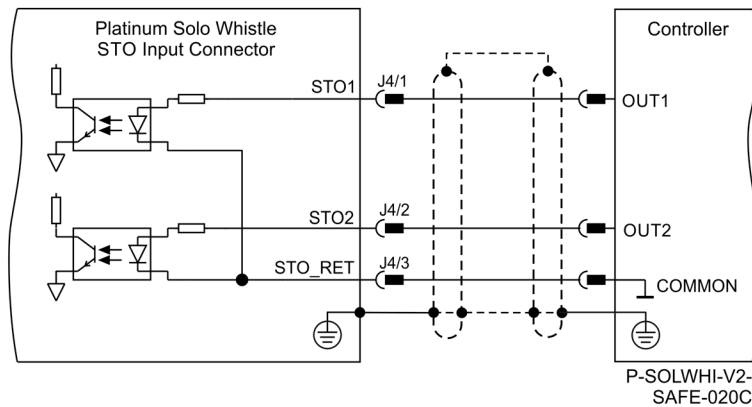 Platinum Solo Whistle
STO Input Connector
Controller
STO1
J4/1
OUT1
STO2
J4/2
OUT2
STO_RET
J4/3
COMMON
P-SOLWHI-V2-
SAFE-020C